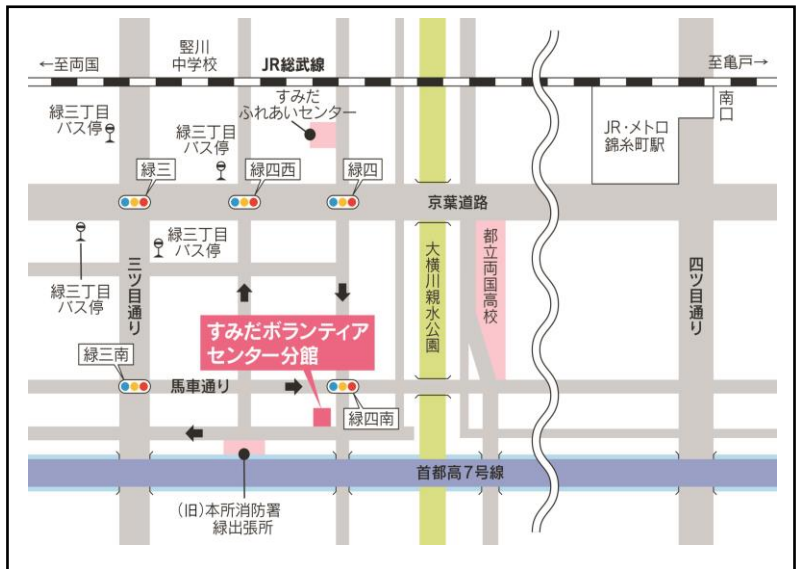 ←至両国
竪川
中学校
JR総武線
至亀戸→
すみだ
ふれあいセンター
南口
緑三丁目
バス停
緑三丁目
バス停
JR・メトロ
錦糸町駅
緑三
緑四西
緑四
京葉道路
緑三丁目
バス停
緑三丁目
バス停
三ツ目通り
大横川親水公園
都立両国高校
四ツ目通り
すみだボランティア
センター分館
緑三南
馬車通り
緑四南
首都高7号線
(旧)本所消防署
緑出張所